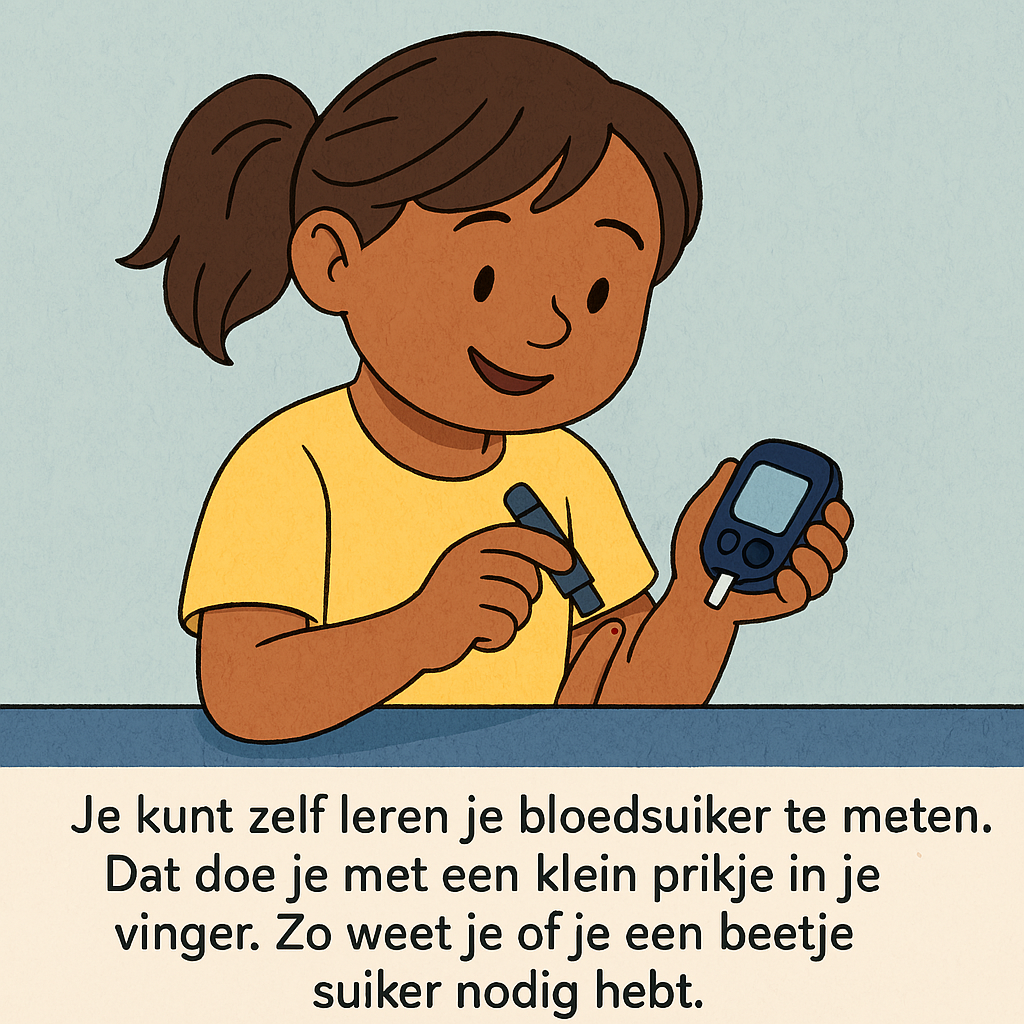 Je kunt zelf leren je bloedsuiker te meten.
Dat doe je met een klein prikje in je
vinger. Zo weet je of je een beetje
suiker nodig hebt.